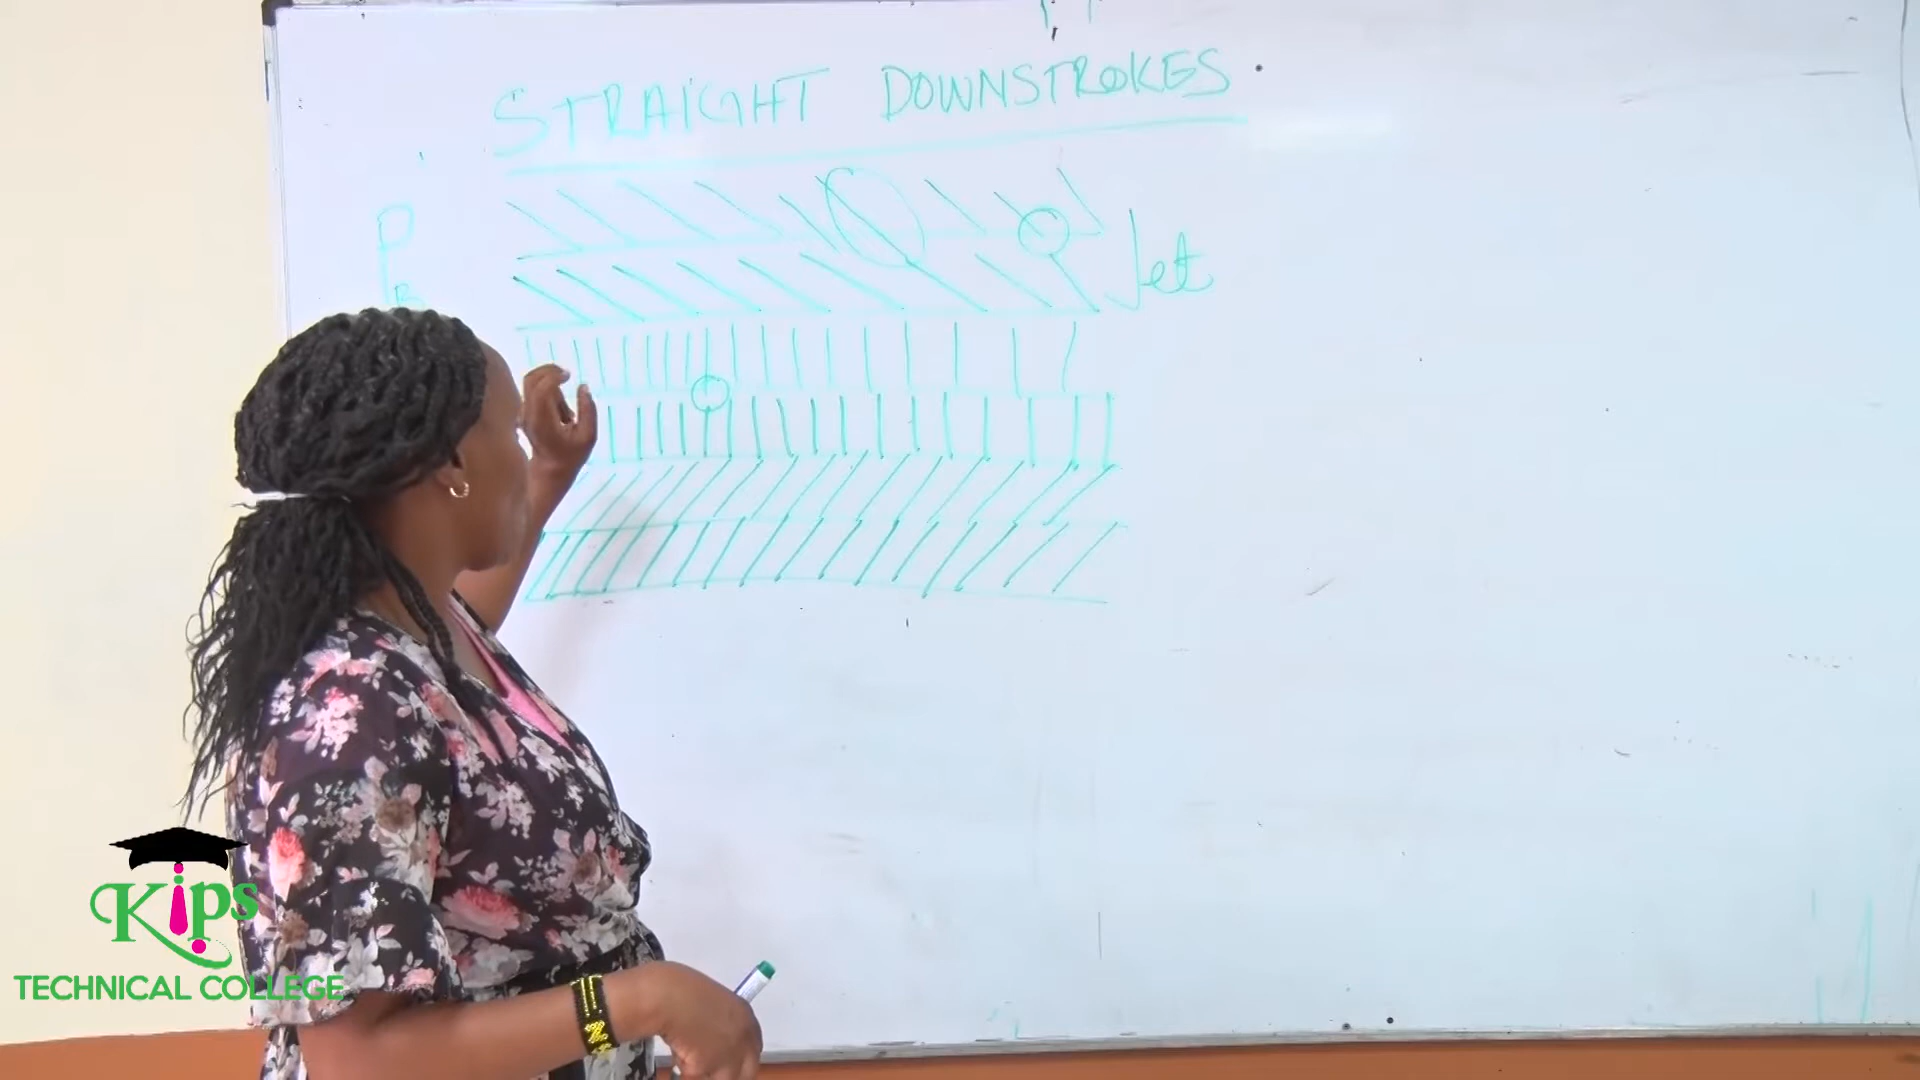 STRAIGHT DOWNSTROKES
P
B
Jet
Kips
TECHNICAL COLLEGE